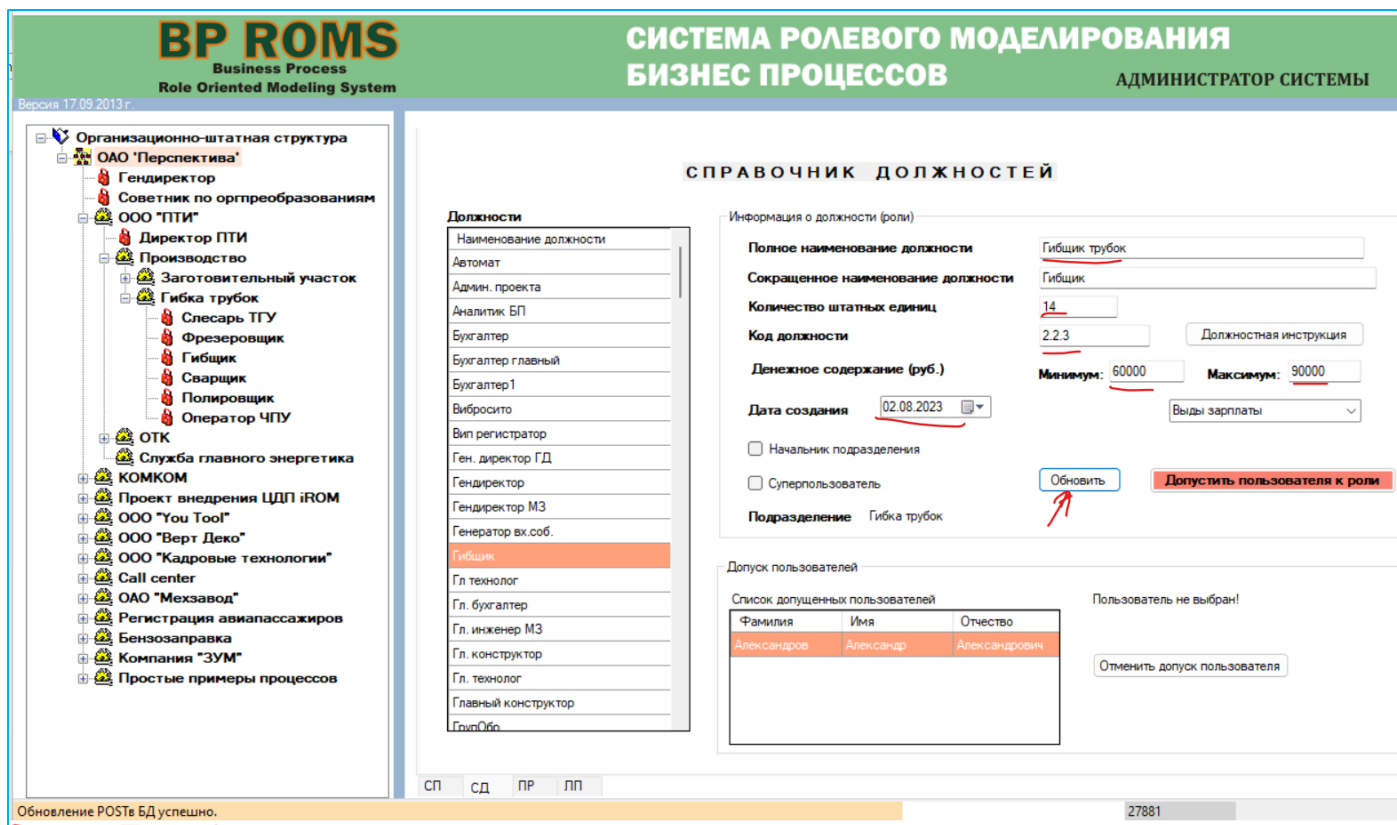 BP ROMS
Business Process
Role Oriented Modeling System
СИСТЕМА РОЛЕВОГО МОДЕЛИРОВАНИЯ
БИЗНЕС ПРОЦЕССОВ
АДМИНИСТРАТОР СИСТЕМЫ
Версия 17.09.2013 г.
Организационно-штатная структура
ОАО 'Перспектива'
Гендиректор
Советник по оргпреобразованиям
ООО "ПТИ"
Директор ПТИ
Производство
Заготовительный участок
Гибка трубок
Слесарь ТГУ
Фрезеровщик
Гибщик
Сварщик
Полировщик
Оператор ЧПУ
ОТК
Служба главного энергетика
КОМКОМ
Проект внедрения ЦДП iROM
ООО "You Tool"
ООО "Верт Деко"
ООО "Кадровые технологии"
Call center
ОАО "Мехзавод"
Регистрация авиапассажиров
Бензозаправка
Компания "ЗУМ"
Простые примеры процессов
СПРАВОЧНИК ДОЛЖНОСТЕЙ
Должности
Наименование должности
Автомат
Админ. проекта
Аналитик БП
Бухгалтер
Бухгалтер главный
Бухгалтер1
Вибросито
Вип регистратор
Ген. директор ГД
Гендиректор
Гендиректор МЗ
Генератор вх.соб.
Гибщик
Гл технолог
Гл. бухгалтер
Гл. инженер МЗ
Гл. конструктор
Гл. технолог
Главный конструктор
ГрупОбр
Информация о должности (роли)
Полное наименование должности Гибщик трубок
Сокращенное наименование должности Гибщик
Количество штатных единиц 14
Код должности 2.2.3 Должностная инструкция
Денежное содержание (руб.) Минимум: 60000 Максимум: 90000
Дата создания 02.08.2023 Выды зарплаты
Начальник подразделения
Суперпользователь Обновить Допустить пользователя к роли
Подразделение Гибка трубок
Допуск пользователей
Список допущенных пользователей Пользователь не выбран!
Фамилия Имя Отчество
Александров Александр Александрович
Отменить допуск пользователя
СП СД ПР ЛП
Обновление POSTв БД успешно. 27881